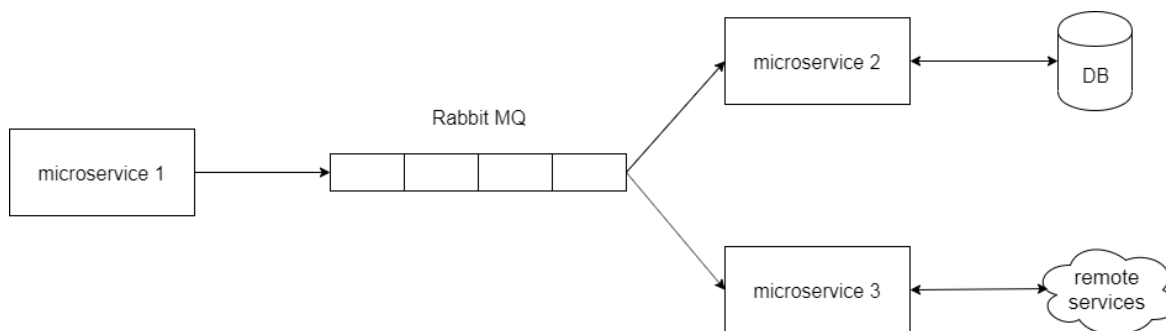 microservice 1
Rabbit MQ
microservice 2
DB
microservice 3
remote
services